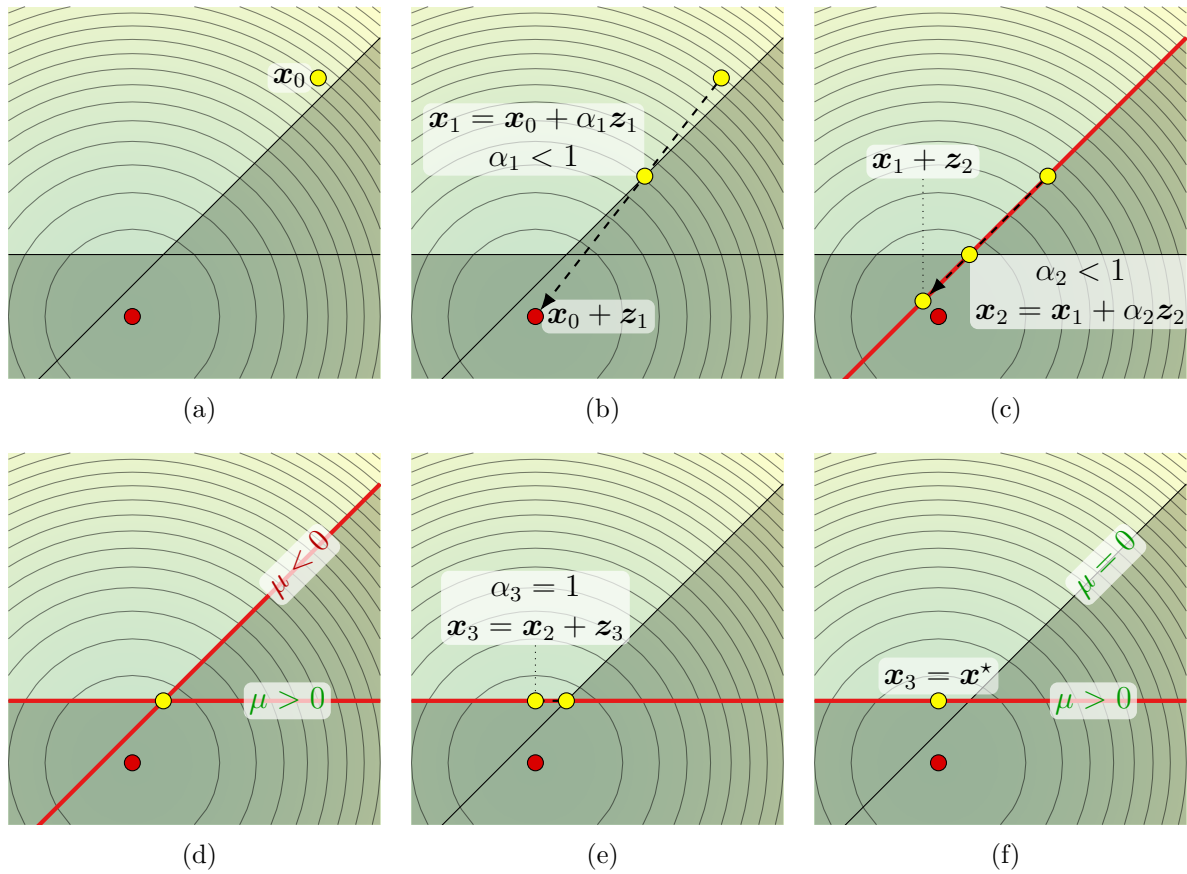 𝒙₀
(a)
𝒙₁ = 𝒙₀ + α₁𝒛₁
α₁ < 1
𝒙₀ + 𝒛₁
(b)
𝒙₁ + 𝒛₂
α₂ < 1
𝒙₂ = 𝒙₁ + α₂𝒛₂
(c)
μ < 0
μ > 0
(d)
α₃ = 1
𝒙₃ = 𝒙₂ + 𝒛₃
(e)
μ = 0
𝒙₃ = 𝒙⋆
μ > 0
(f)